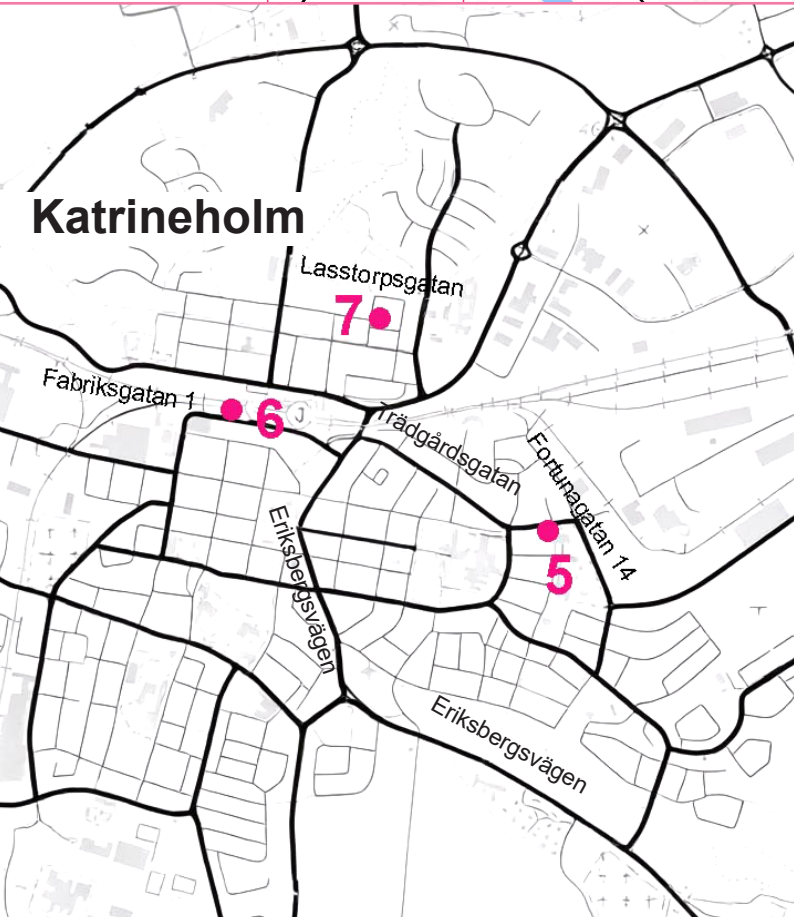 Katrineholm
Lasstorpsgatan
7
Fabriksgatan 1
6
Trädgårdsgatan
Fortunagatan 14
5
Eriksbergsvägen
Eriksbergsvägen